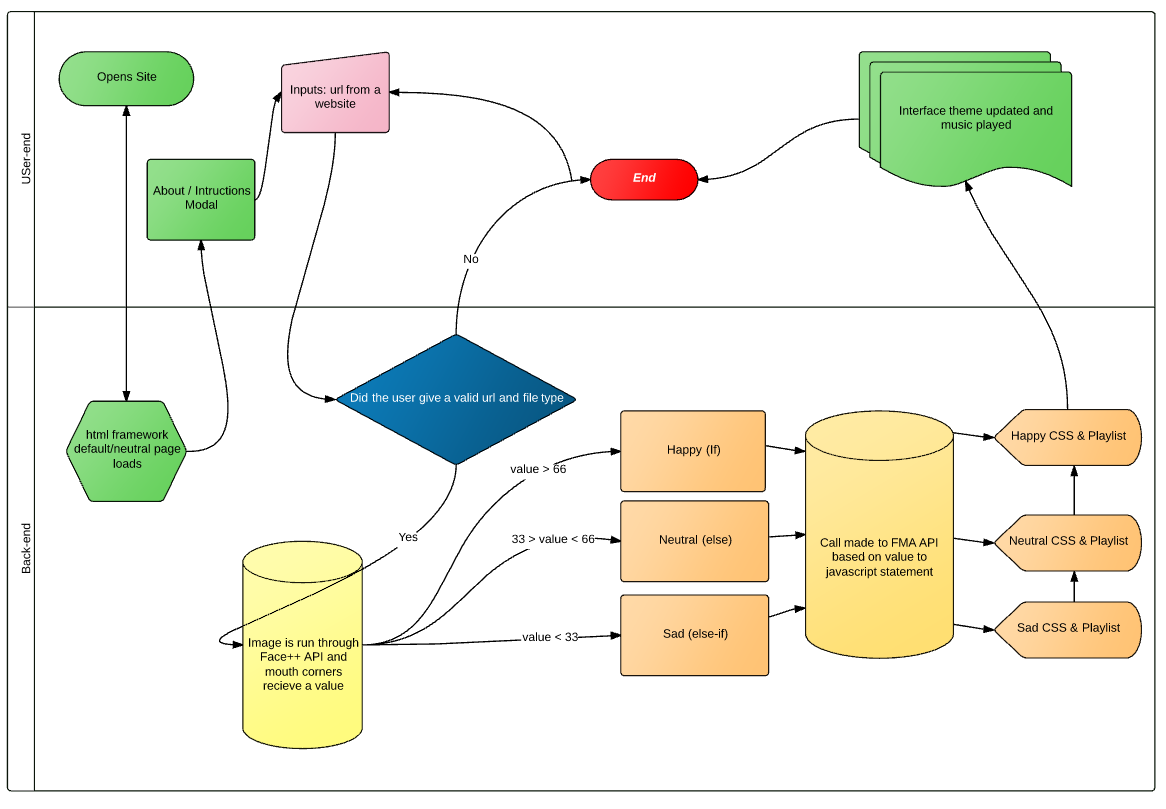 USer-end
Opens Site
Inputs: url from a
website
About / Intructions
Modal
End
Interface theme updated and
music played
No
Back-end
html framework
default/neutral page
loads
Did the user give a valid url and file type
Yes
Image is run through
Face++ API and
mouth corners
recieve a value
value > 66
33 > value < 66
value < 33
Happy (If)
Neutral (else)
Sad (else-if)
Call made to FMA API
based on value to
javascript statement
Happy CSS & Playlist
Neutral CSS & Playlist
Sad CSS & Playlist